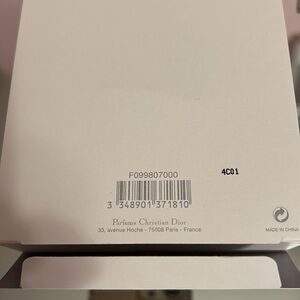 F099807000
4C01
3 348901 371810
Parfums Christian Dior
33, avenue Hoche - 75008 Paris - France
MADE IN CHINA